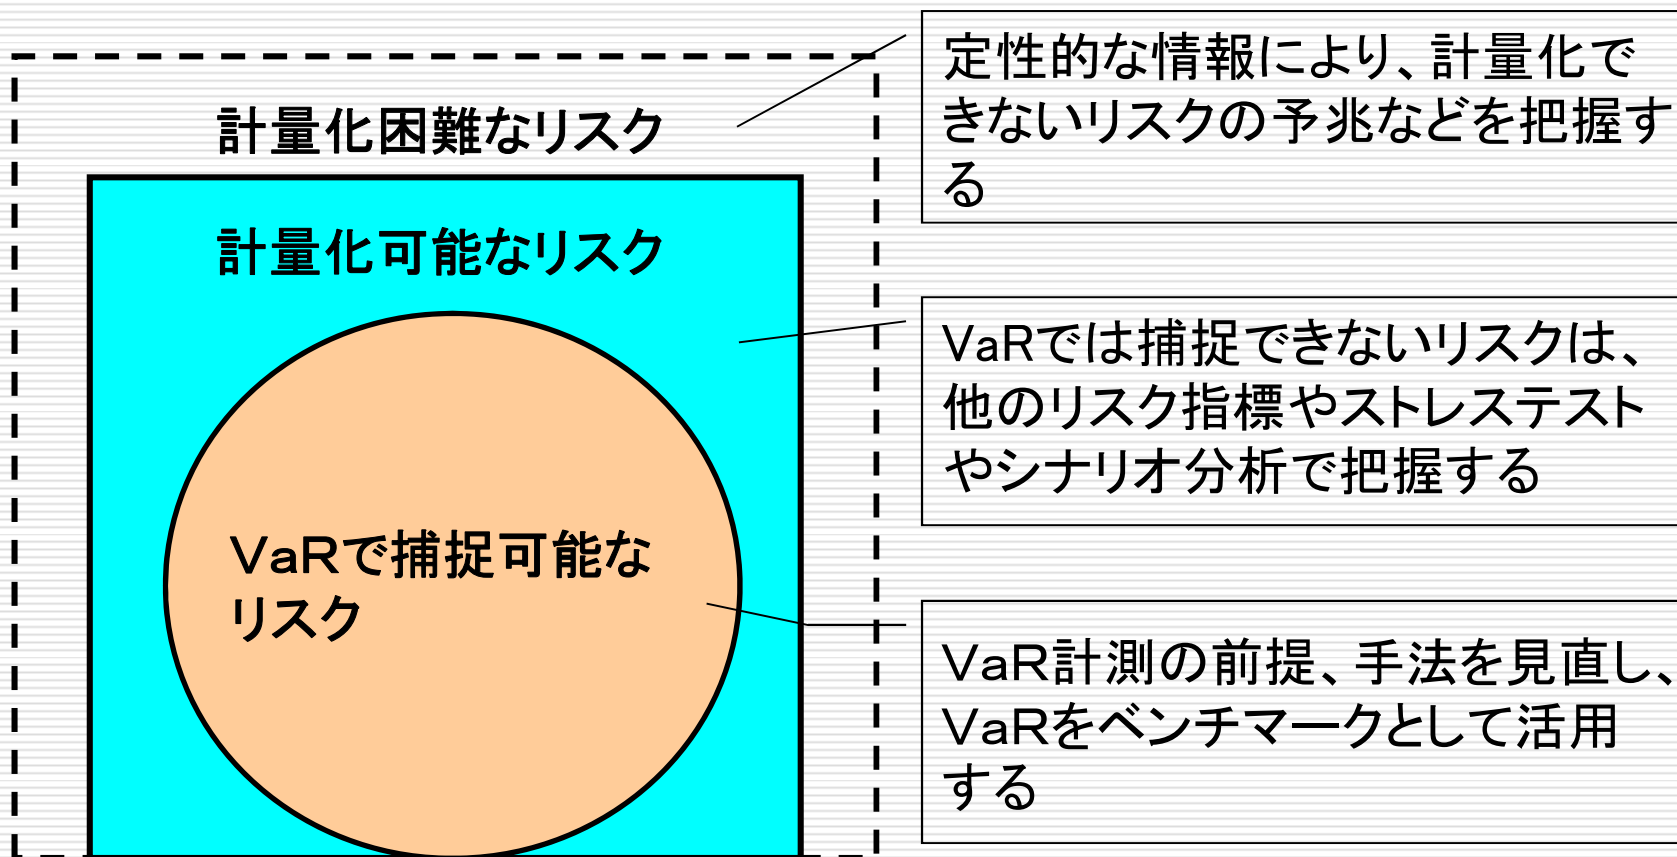 計量化困難なリスク
計量化可能なリスク
VaRで捕捉可能な
リスク
定性的な情報により、計量化で
きないリスクの予兆などを把握す
る
VaRでは捕捉できないリスクは、
他のリスク指標やストレステスト
やシナリオ分析で把握する
VaR計測の前提、手法を見直し、
VaRをベンチマークとして活用
する